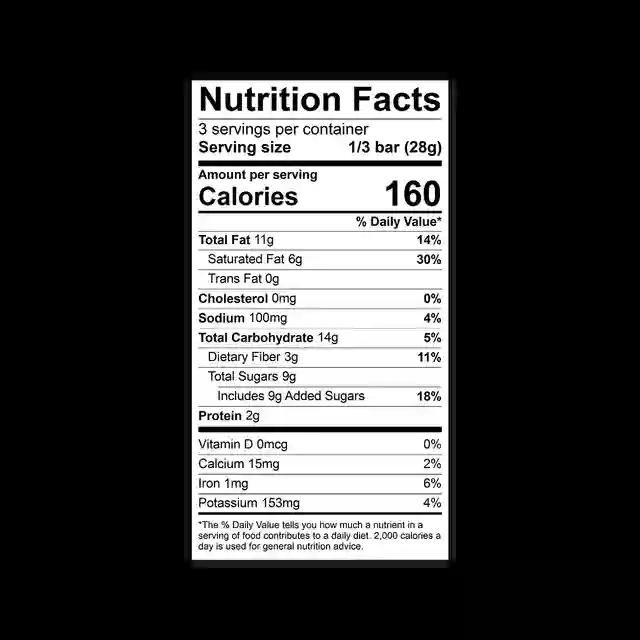 Nutrition Facts
3 servings per container
Serving size 1/3 bar (28g)
Amount per serving
Calories 160
% Daily Value*
Total Fat 11g 14%
Saturated Fat 6g 30%
Trans Fat 0g
Cholesterol 0mg 0%
Sodium 100mg 4%
Total Carbohydrate 14g 5%
Dietary Fiber 3g 11%
Total Sugars 9g
Includes 9g Added Sugars 18%
Protein 2g
Vitamin D 0mcg 0%
Calcium 15mg 2%
Iron 1mg 6%
Potassium 153mg 4%
*The % Daily Value tells you how much a nutrient in a
serving of food contributes to a daily diet. 2,000 calories a
day is used for general nutrition advice.